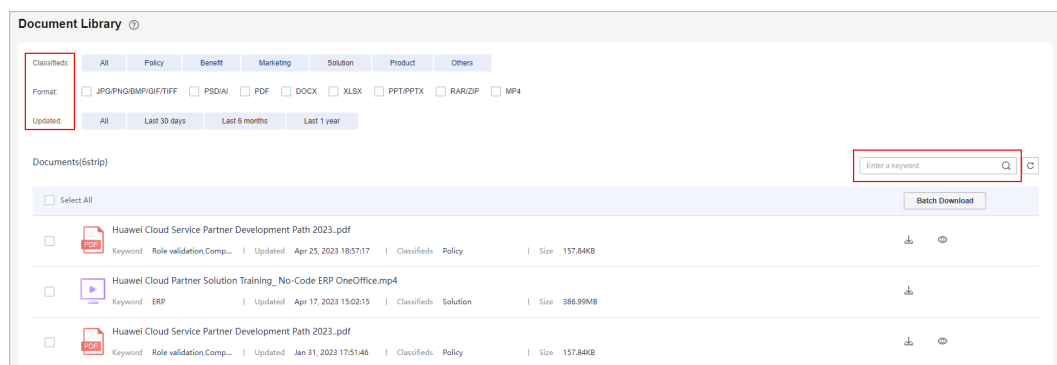 Document Library ?
Classifieds: All Policy Benefit Marketing Solution Product Others
Format: JPG/PNG/BMP/GIF/TIFF PSD/AI PDF DOCX XLSX PPT/PPTX RAR/ZIP MP4
Updated: All Last 30 days Last 6 months Last 1 year
Documents(6strip)
Enter a keyword.
Select All Batch Download
Huawei Cloud Service Partner Development Path 2023..pdf
PDF
Keyword Role validation,Comp... | Updated Apr 25, 2023 18:57:17 | Classifieds Policy | Size 157.84KB
Huawei Cloud Partner Solution Training_ No-Code ERP OneOffice.mp4
Keyword ERP | Updated Apr 17, 2023 15:02:15 | Classifieds Solution | Size 386.99MB
Huawei Cloud Service Partner Development Path 2023..pdf
PDF
Keyword Role validation,Comp... | Updated Jan 31, 2023 17:51:46 | Classifieds Policy | Size 157.84KB